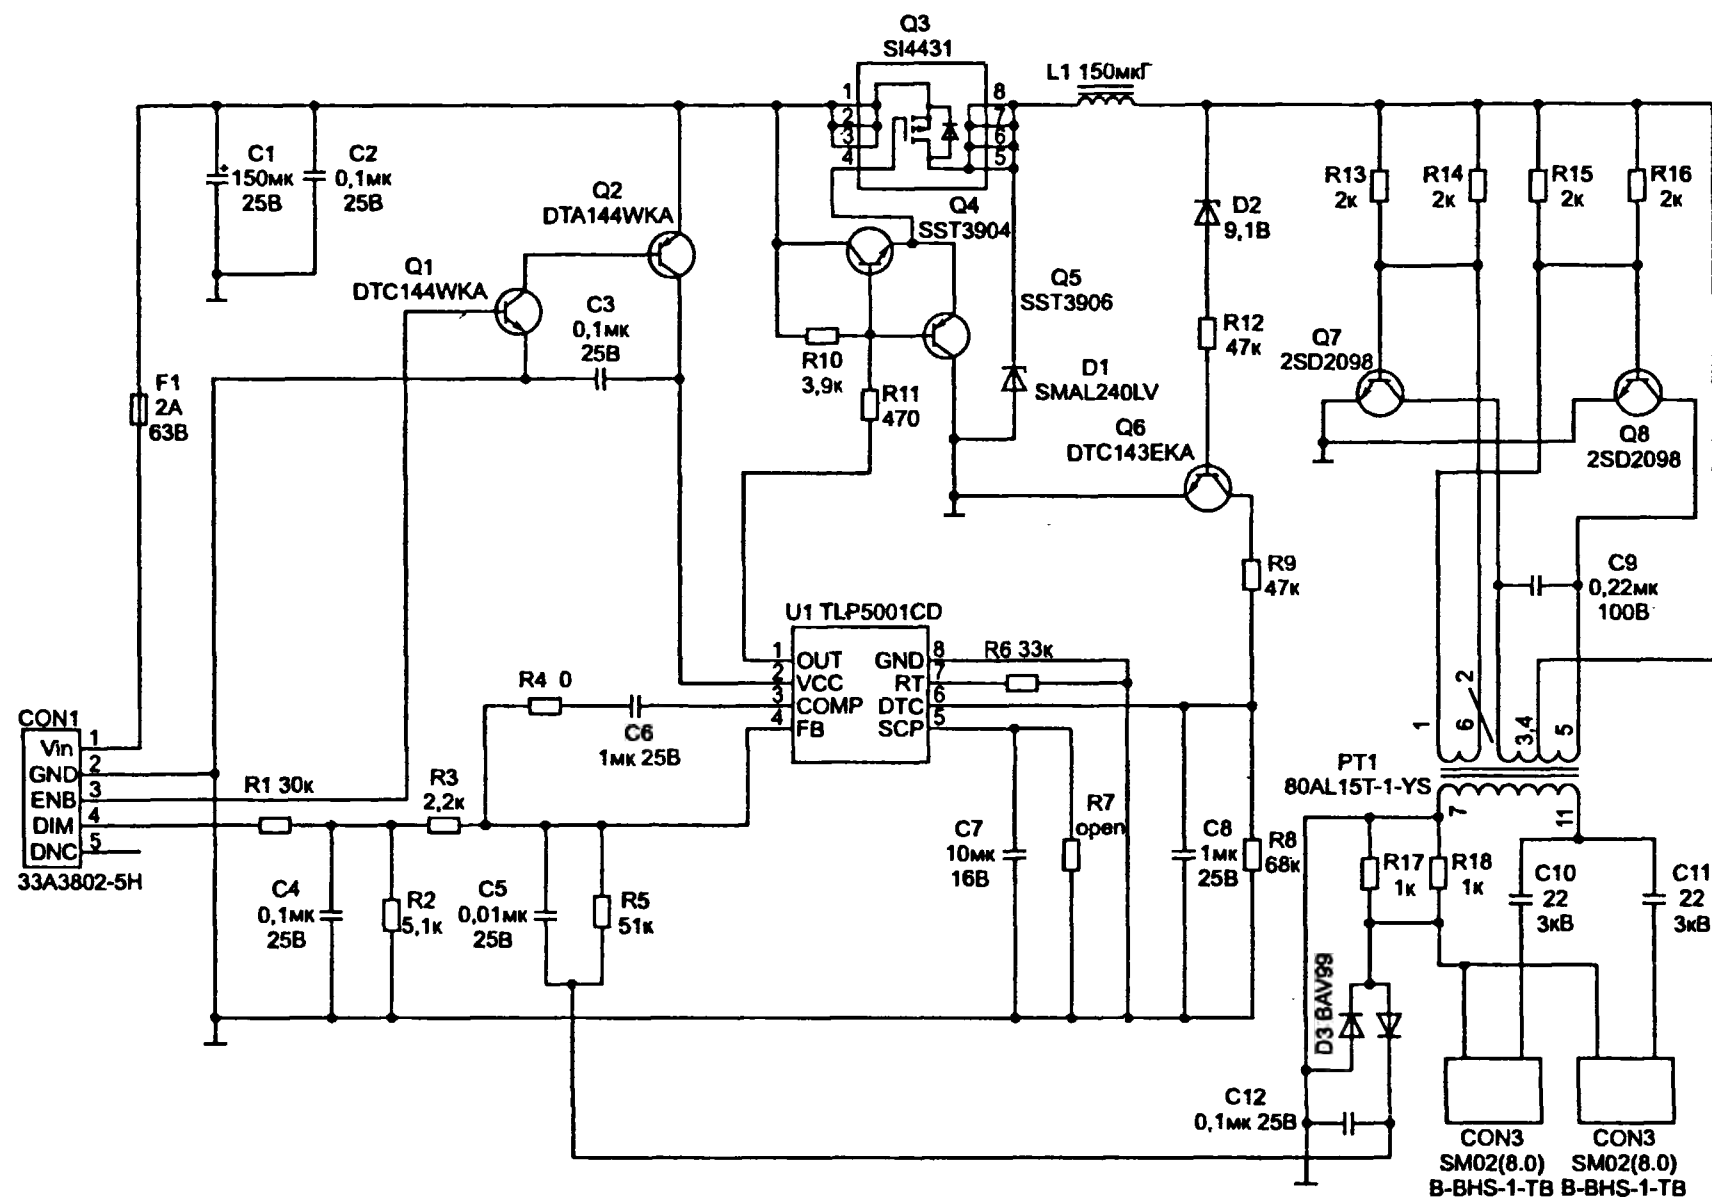 Q3
SI4431
L1 150мкГ
1
2
3
4
8
7
6
5
C1
150мк
25В
+
C2
0,1мк
25В
Q2
DTA144WKA
Q4
SST3904
D2
9,1В
R13
2к
R14
2к
R15
2к
R16
2к
Q1
DTC144WKA
C3
0,1мк
25В
Q5
SST3906
R12
47к
Q7
2SD2098
F1
2А
63В
R10
3,9к
R11
470
D1
SMAL240LV
Q6
DTC143EKA
Q8
2SD2098
R9
47к
C9
0,22мк
100В
U1 TLP5001CD
1 OUT
2 VCC
3 COMP
4 FB
GND 8
RT 7
DTC 6
SCP 5
R6 33к
R4 0
C6
1мк 25В
CON1
Vin 1
GND 2
ENB 3
DIM 4
DNC 5
33A3802-5H
R1 30к
R3
2,2к
1
6
2
3,4
5
PT1
80AL15T-1-YS
7
11
C4
0,1мк
25В
R2
5,1к
C5
0,01мк
25В
R5
51к
C7
10мк
16В
R7
open
C8
1мк
25В
R8
68к
R17
1к
R18
1к
C10
22
3кВ
C11
22
3кВ
D3 BAV99
C12
0,1мк 25В
CON3
SM02(8.0)
B-BHS-1-TB
CON3
SM02(8.0)
B-BHS-1-TB